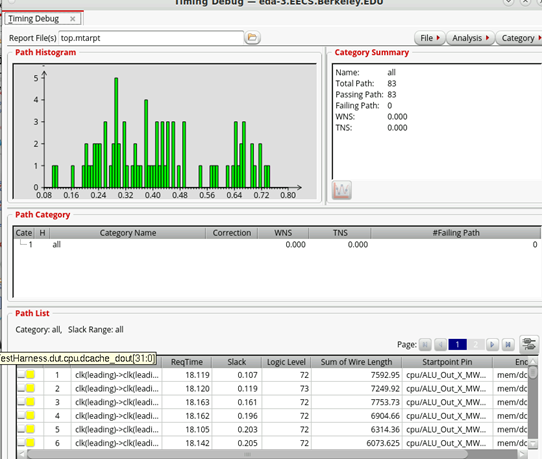 Timing Debug — eda-3.EECS.Berkeley.EDU
Timing Debug ×
Report File(s) top.mtarpt File Analysis Category
Path Histogram
5
4
3
2
1
0
0.08 0.16 0.24 0.32 0.40 0.48 0.56 0.64 0.72 0.80
Category Summary
Name: all
Total Path: 83
Passing Path: 83
Failing Path: 0
WNS: 0.000
TNS: 0.000
Path Category
Cate H Category Name Correction WNS TNS #Failing Path
1 all 0.000 0.000 0
Path List
Category: all, Slack Range: all
Page: 1
estHarness.dut.cpu.dcache_dout[31:0]
ReqTime Slack Logic Level Sum of Wire Length Startpoint Pin
1 clk(leading)->clk(leadi... 18.119 0.107 72 7592.95 cpu/ALU_Out_X_MW... mem/dc
2 clk(leading)->clk(leadi... 18.120 0.119 73 7249.92 cpu/ALU_Out_X_MW... mem/dc
3 clk(leading)->clk(leadi... 18.163 0.161 72 7753.73 cpu/ALU_Out_X_MW... mem/dc
4 clk(leading)->clk(leadi... 18.162 0.196 72 6904.66 cpu/ALU_Out_X_MW... mem/dc
5 clk(leading)->clk(leadi... 18.105 0.203 72 6314.36 cpu/ALU_Out_X_MW... mem/dc
6 clk(leading)->clk(leadi... 18.142 0.205 72 6073.625 cpu/ALU_Out_X_MW... mem/dc